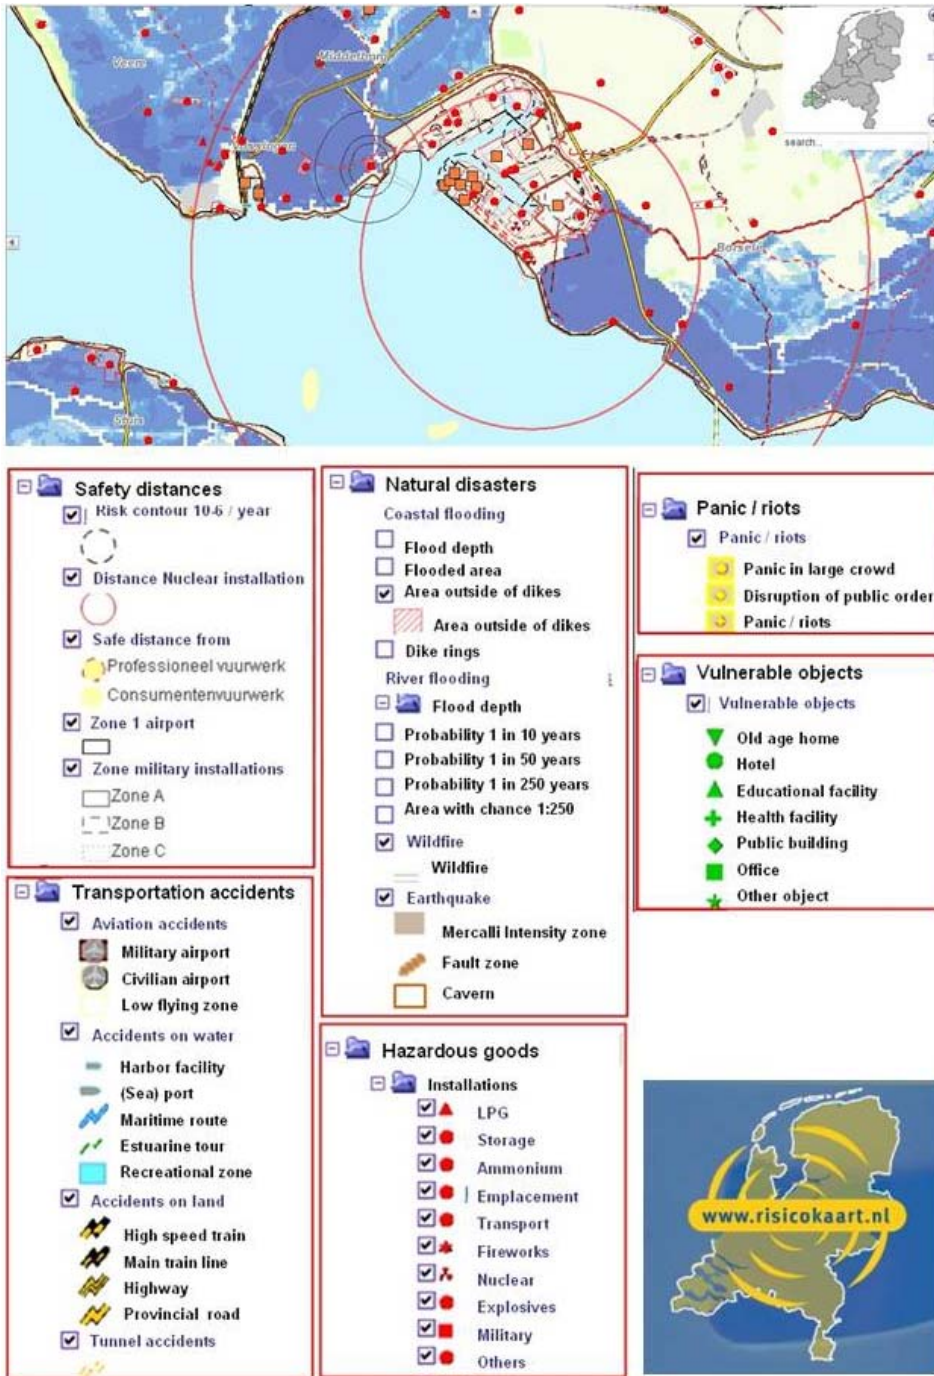 Veere
Middelburg
Vlissingen
search...
Borsele
Sluis
Safety distances
Risk contour 10-6 / year
Distance Nuclear installation
Safe distance from
Professioneel vuurwerk
Consumentenvuurwerk
Zone 1 airport
Zone military installations
Zone A
Zone B
Zone C
Transportation accidents
Aviation accidents
Military airport
Civilian airport
Low flying zone
Accidents on water
Harbor facility
(Sea) port
Maritime route
Estuarine tour
Recreational zone
Accidents on land
High speed train
Main train line
Highway
Provincial road
Tunnel accidents
Natural disasters
Coastal flooding
Flood depth
Flooded area
Area outside of dikes
Area outside of dikes
Dike rings
River flooding
Flood depth
Probability 1 in 10 years
Probability 1 in 50 years
Probability 1 in 250 years
Area with chance 1:250
Wildfire
Wildfire
Earthquake
Mercalli Intensity zone
Fault zone
Cavern
Hazardous goods
Installations
LPG
Storage
Ammonium
Emplacement
Transport
Fireworks
Nuclear
Explosives
Military
Others
Panic / riots
Panic / riots
Panic in large crowd
Disruption of public order
Panic / riots
Vulnerable objects
Vulnerable objects
Old age home
Hotel
Educational facility
Health facility
Public building
Office
Other object
www.risicokaart.nl